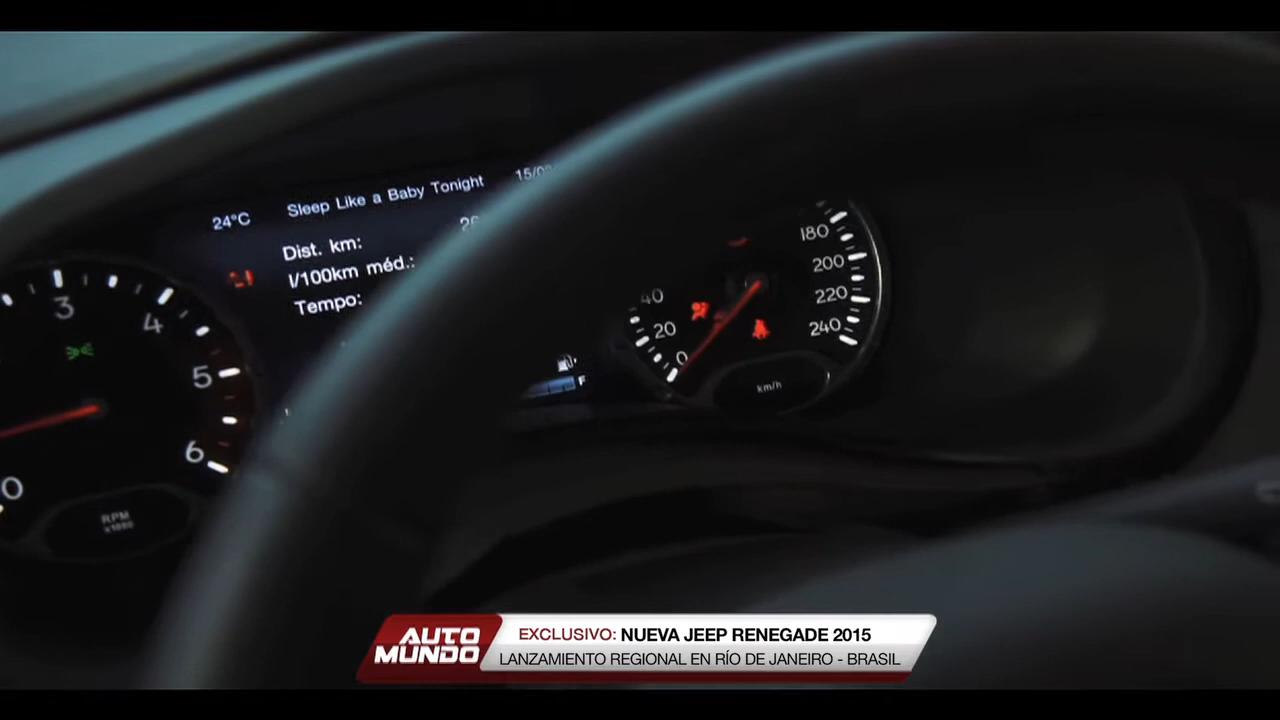 24°C
Sleep Like a Baby Tonight
Dist. km:
l/100km méd.:
Tempo:
3
4
5
6
0
RPM
x1000
F
40
20
0
180
200
220
240
km/h
AUTO
MUNDO
EXCLUSIVO: NUEVA JEEP RENEGADE 2015
LANZAMIENTO REGIONAL EN RÍO DE JANEIRO - BRASIL